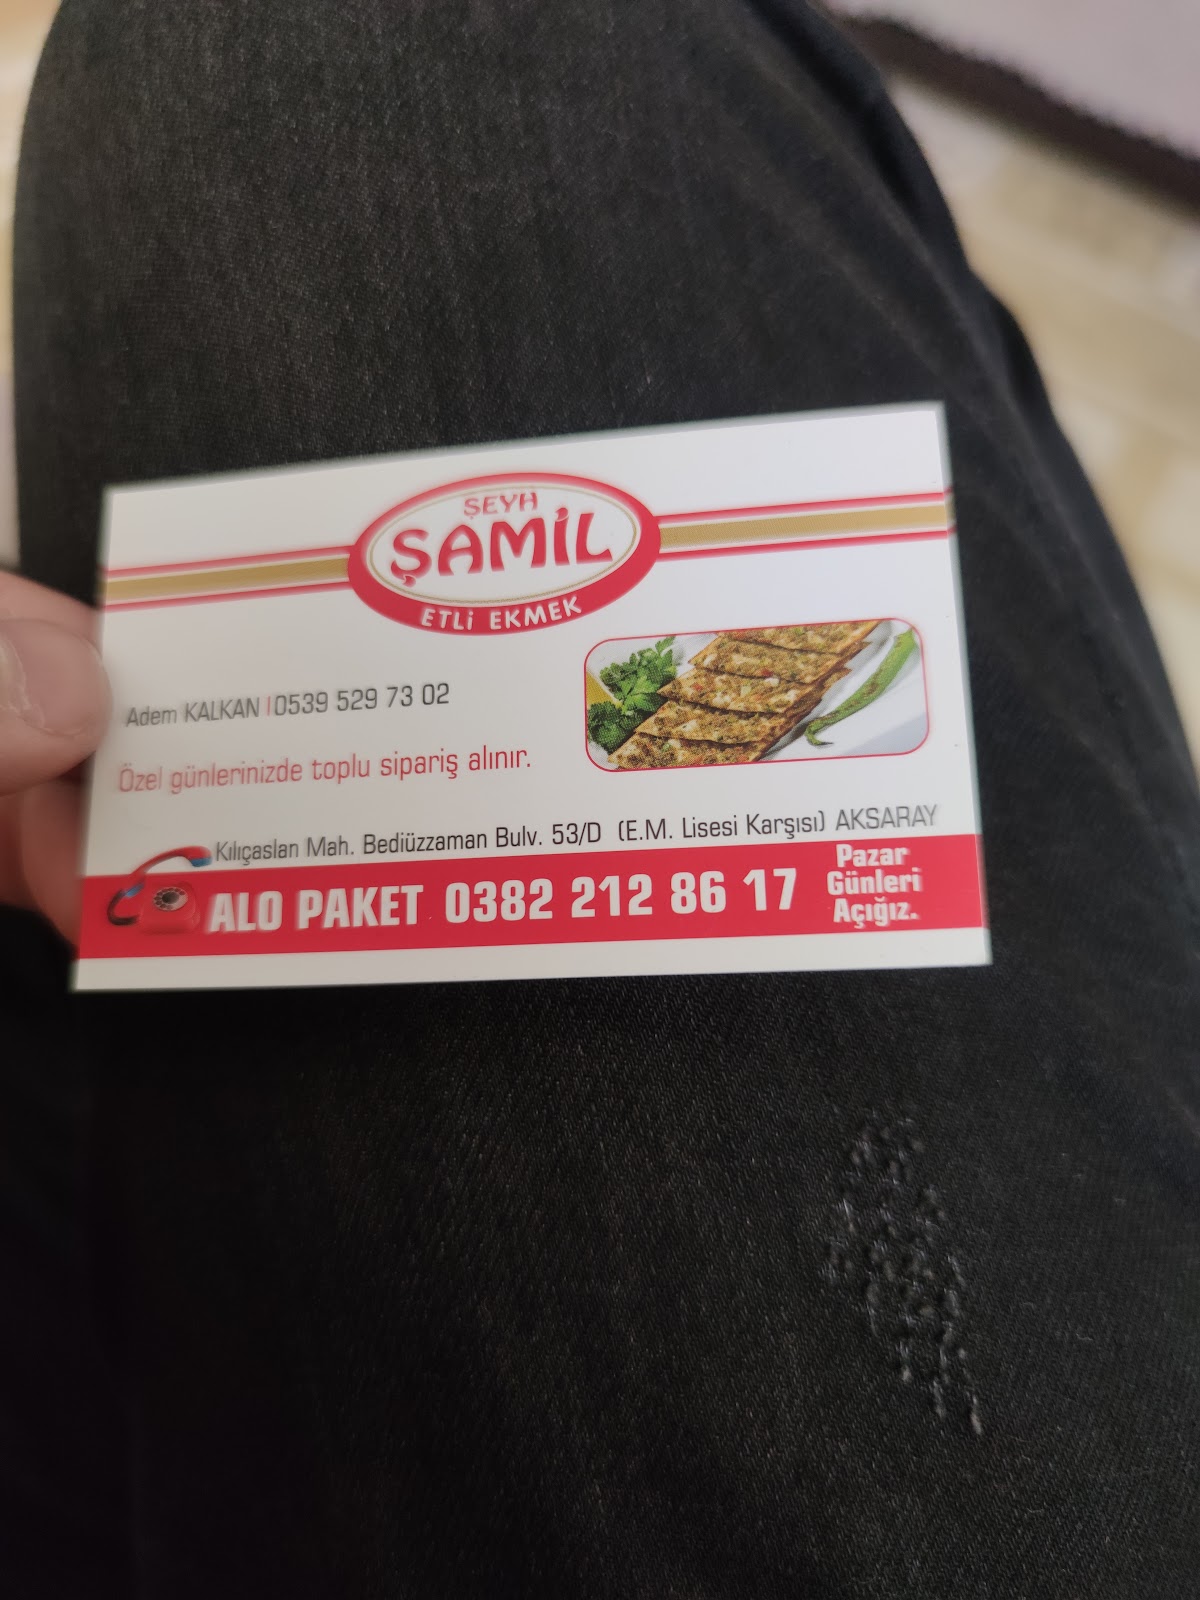 ŞEYH
ŞAMİL
ETLİ EKMEK
Adem KALKAN | 0539 529 73 02
Özel günlerinizde toplu sipariş alınır.
Kılıçaslan Mah. Bediüzzaman Bulv. 53/D (E.M. Lisesi Karşısı) AKSARAY
ALO PAKET 0382 212 86 17
Pazar
Günleri
Açığız.